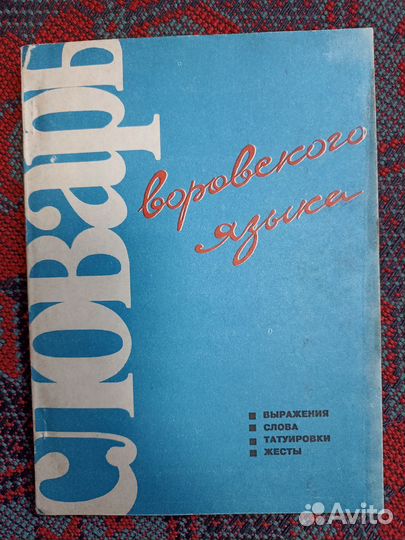 словарь
воровского
языка
ВЫРАЖЕНИЯ
СЛОВА
ТАТУИРОВКИ
ЖЕСТЫ
Avito